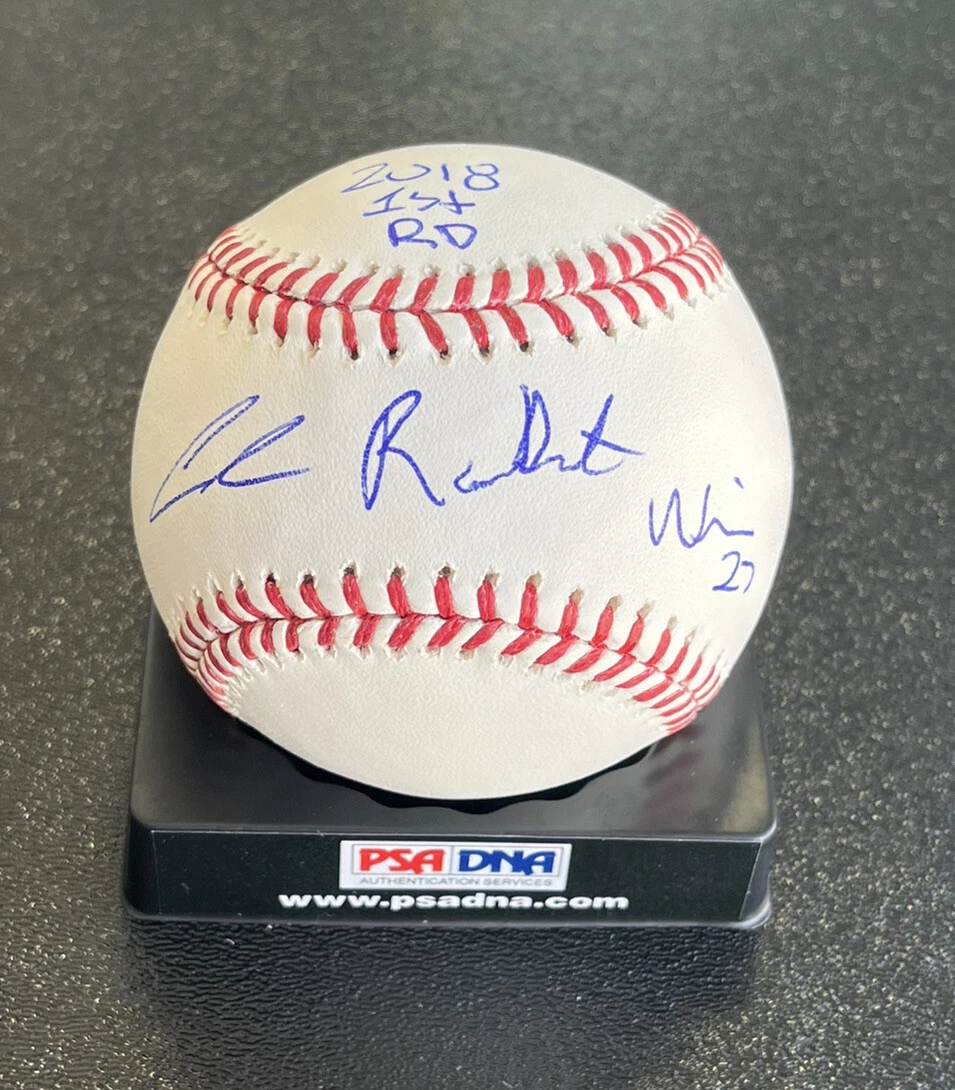 2018
1st
RD
27
PSA DNA
AUTHENTICATION SERVICES
www.psadna.com